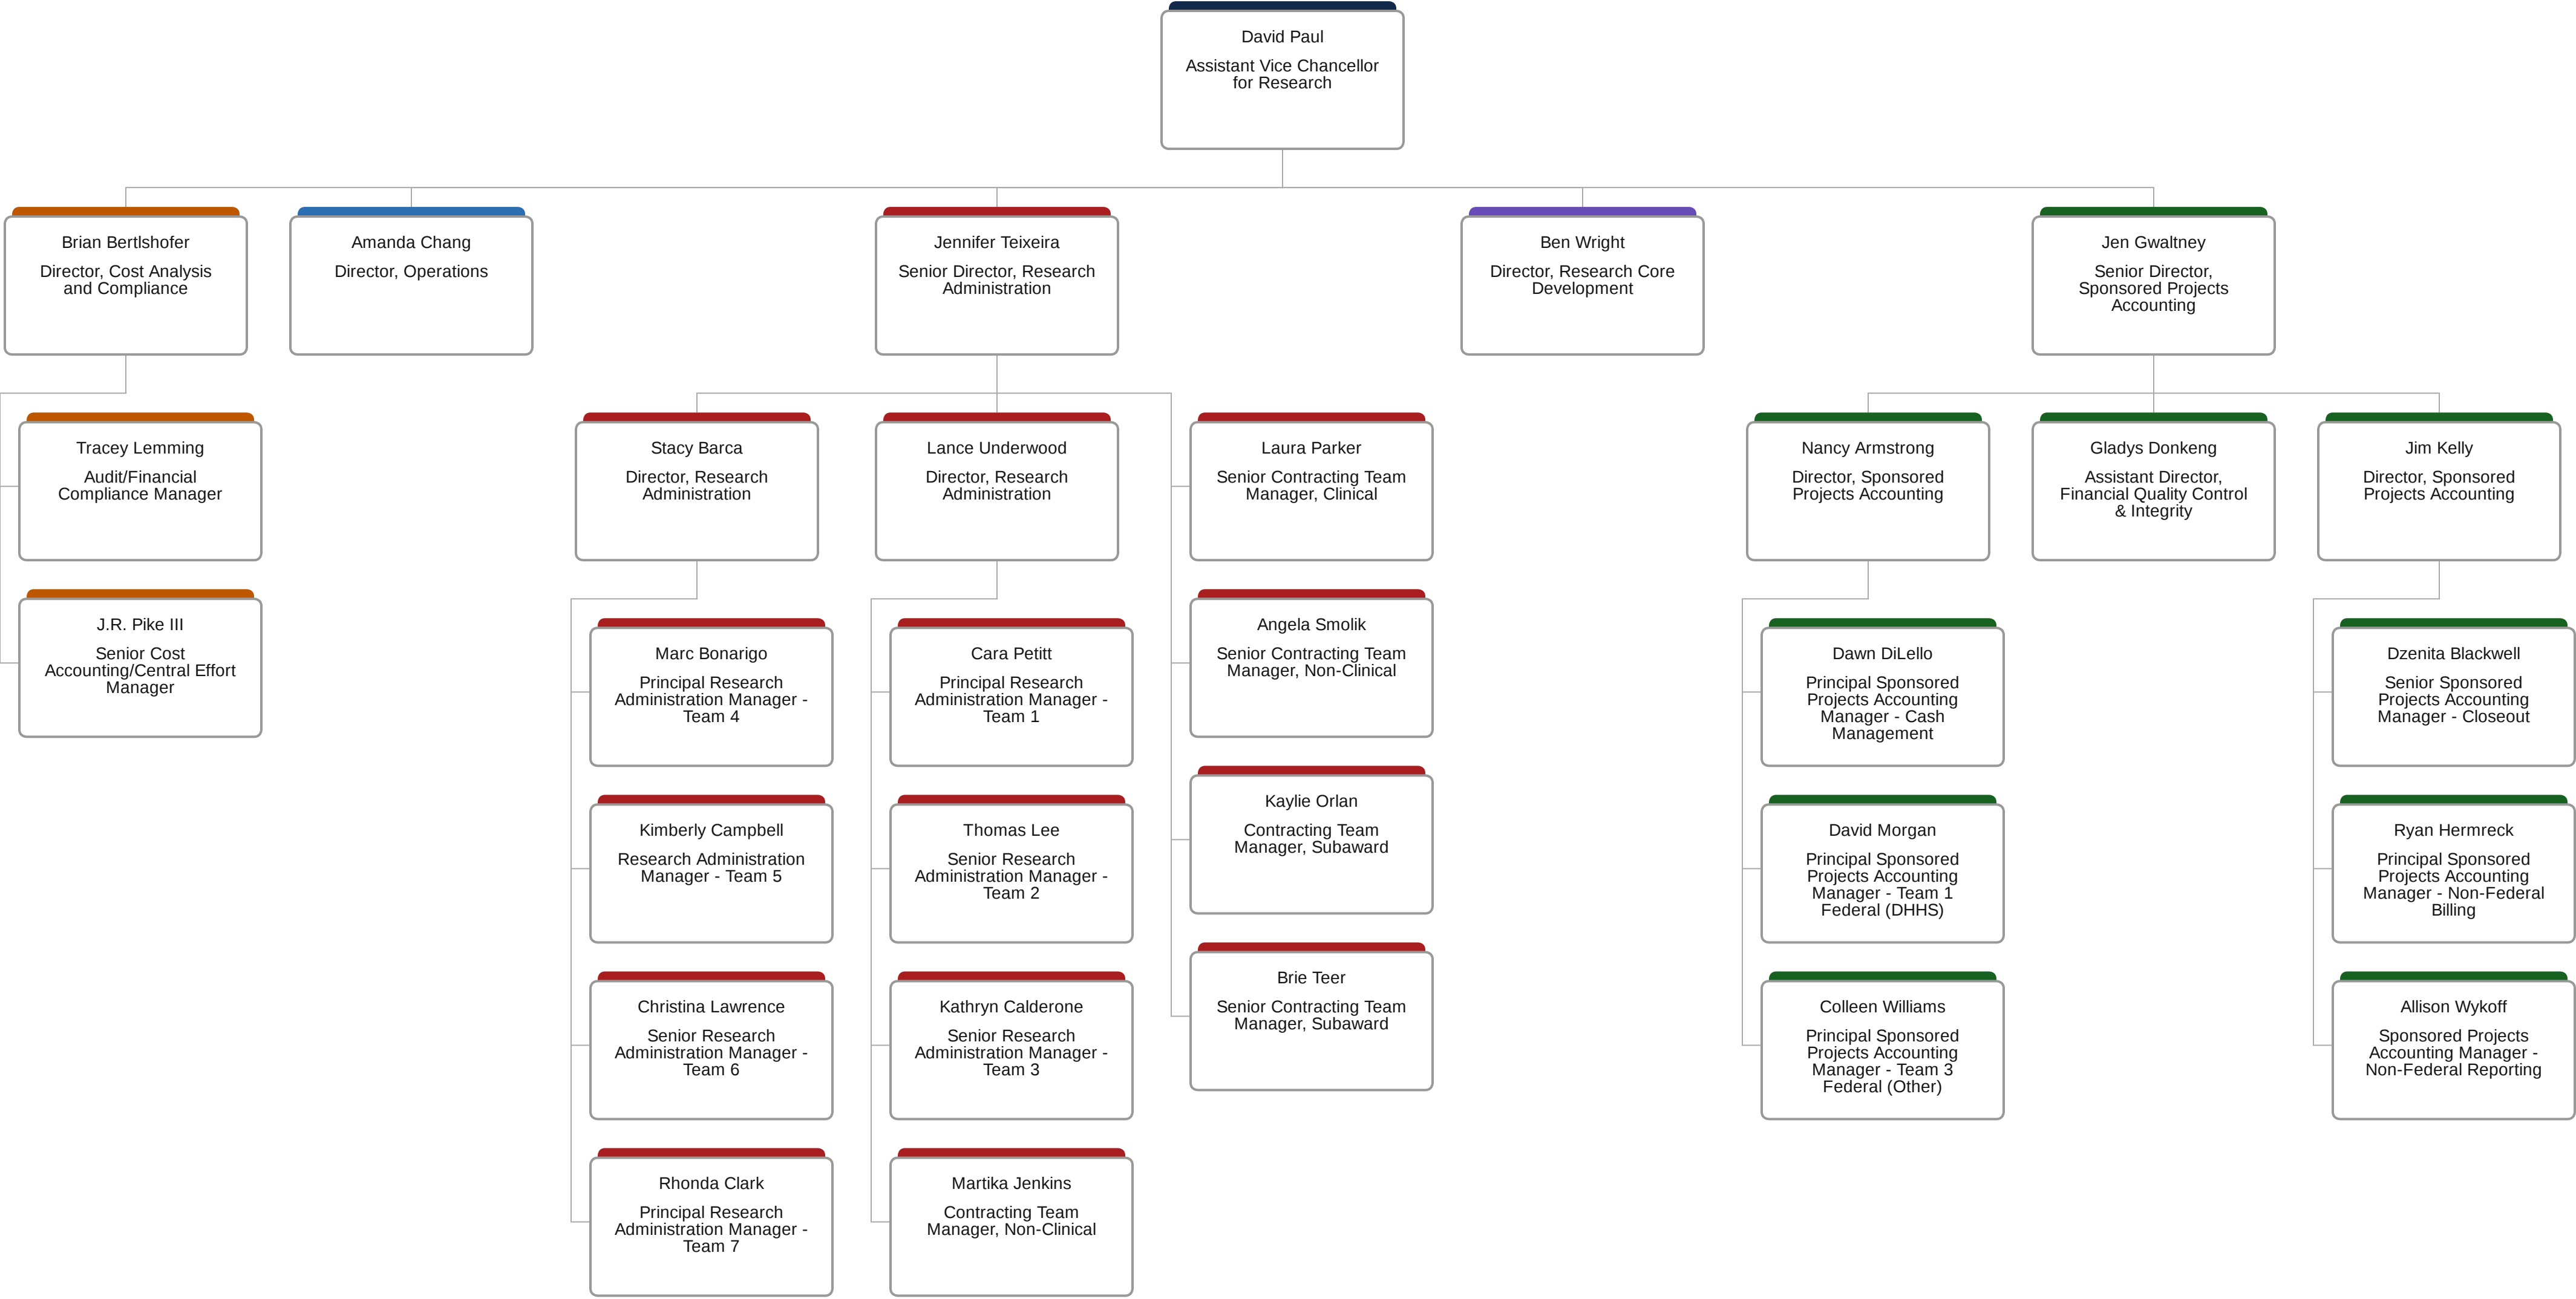 David Paul
Assistant Vice Chancellor
for Research
Brian Bertlshofer
Director, Cost Analysis
and Compliance
Amanda Chang
Director, Operations
Jennifer Teixeira
Senior Director, Research
Administration
Ben Wright
Director, Research Core
Development
Jen Gwaltney
Senior Director,
Sponsored Projects
Accounting
Tracey Lemming
Audit/Financial
Compliance Manager
J.R. Pike III
Senior Cost
Accounting/Central Effort
Manager
Stacy Barca
Director, Research
Administration
Marc Bonarigo
Principal Research
Administration Manager -
Team 4
Kimberly Campbell
Research Administration
Manager - Team 5
Christina Lawrence
Senior Research
Administration Manager -
Team 6
Rhonda Clark
Principal Research
Administration Manager -
Team 7
Lance Underwood
Director, Research
Administration
Cara Petitt
Principal Research
Administration Manager -
Team 1
Thomas Lee
Senior Research
Administration Manager -
Team 2
Kathryn Calderone
Senior Research
Administration Manager -
Team 3
Martika Jenkins
Contracting Team
Manager, Non-Clinical
Laura Parker
Senior Contracting Team
Manager, Clinical
Angela Smolik
Senior Contracting Team
Manager, Non-Clinical
Kaylie Orlan
Contracting Team
Manager, Subaward
Brie Teer
Senior Contracting Team
Manager, Subaward
Nancy Armstrong
Director, Sponsored
Projects Accounting
Dawn DiLello
Principal Sponsored
Projects Accounting
Manager - Cash
Management
David Morgan
Principal Sponsored
Projects Accounting
Manager - Team 1
Federal (DHHS)
Colleen Williams
Principal Sponsored
Projects Accounting
Manager - Team 3
Federal (Other)
Gladys Donkeng
Assistant Director,
Financial Quality Control
& Integrity
Jim Kelly
Director, Sponsored
Projects Accounting
Dzenita Blackwell
Senior Sponsored
Projects Accounting
Manager - Closeout
Ryan Hermreck
Principal Sponsored
Projects Accounting
Manager - Non-Federal
Billing
Allison Wykoff
Sponsored Projects
Accounting Manager -
Non-Federal Reporting